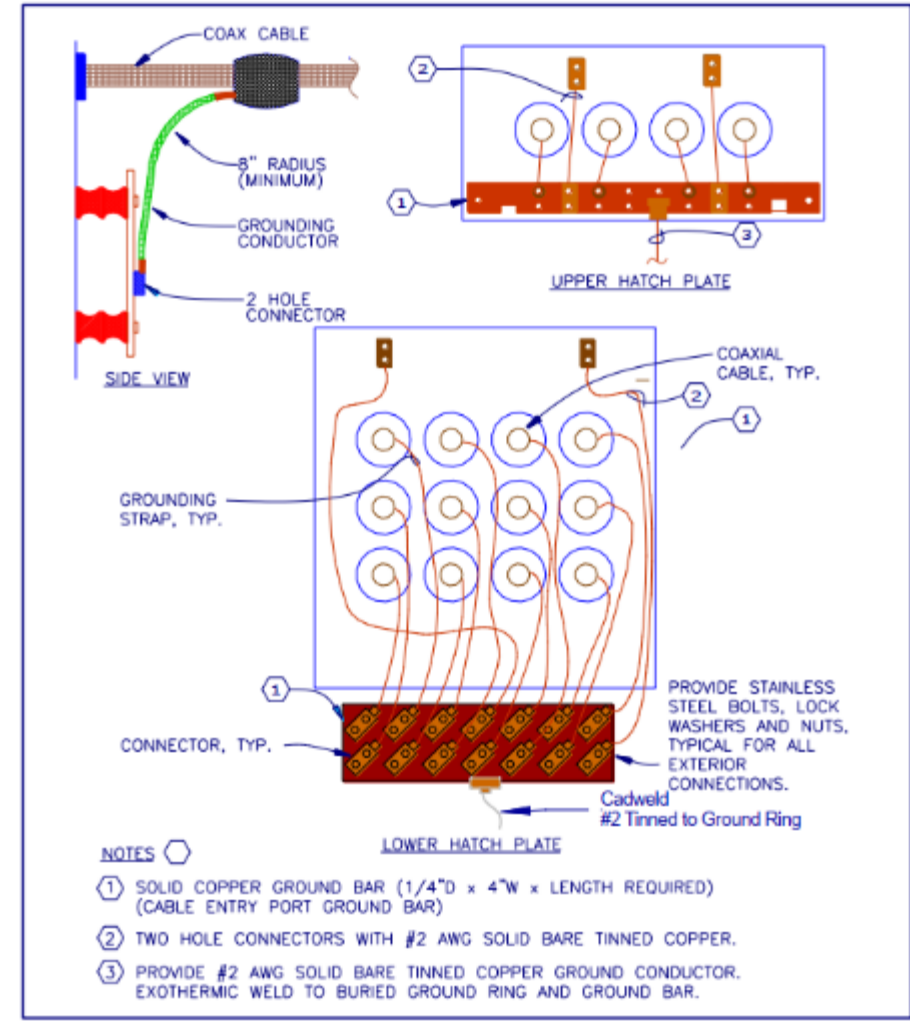 COAX CABLE
8" RADIUS
(MINIMUM)
GROUNDING
CONDUCTOR
2 HOLE
CONNECTOR
SIDE VIEW
2
1
3
UPPER HATCH PLATE
COAXIAL
CABLE, TYP.
2
1
GROUNDING
STRAP, TYP.
1
CONNECTOR, TYP.
PROVIDE STAINLESS
STEEL BOLTS, LOCK
WASHERS AND NUTS,
TYPICAL FOR ALL
EXTERIOR
CONNECTIONS.
Cadweld
#2 Tinned to Ground Ring
LOWER HATCH PLATE
NOTES
1 SOLID COPPER GROUND BAR (1/4"D x 4"W x LENGTH REQUIRED)
(CABLE ENTRY PORT GROUND BAR)
2 TWO HOLE CONNECTORS WITH #2 AWG SOLID BARE TINNED COPPER.
3 PROVIDE #2 AWG SOLID BARE TINNED COPPER GROUND CONDUCTOR.
EXOTHERMIC WELD TO BURIED GROUND RING AND GROUND BAR.